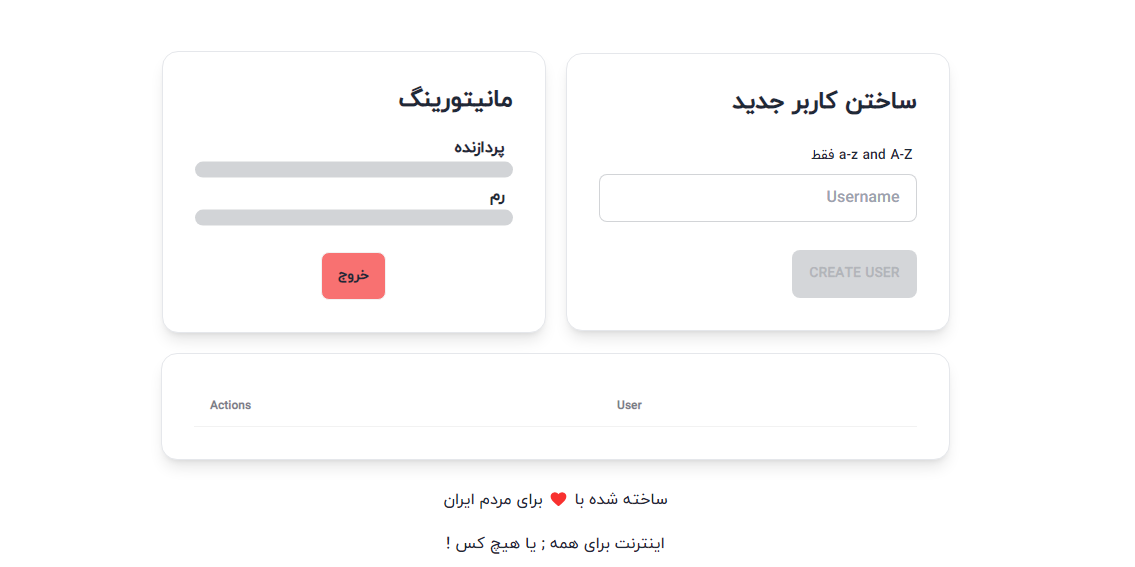 ساختن کاربر جدید
a-z and A-Z فقط
Username
CREATE USER
مانیتورینگ
پردازنده
رم
خروج
User
Actions
ساخته شده با ❤ برای مردم ایران
اینترنت برای همه ; یا هیچ کس !